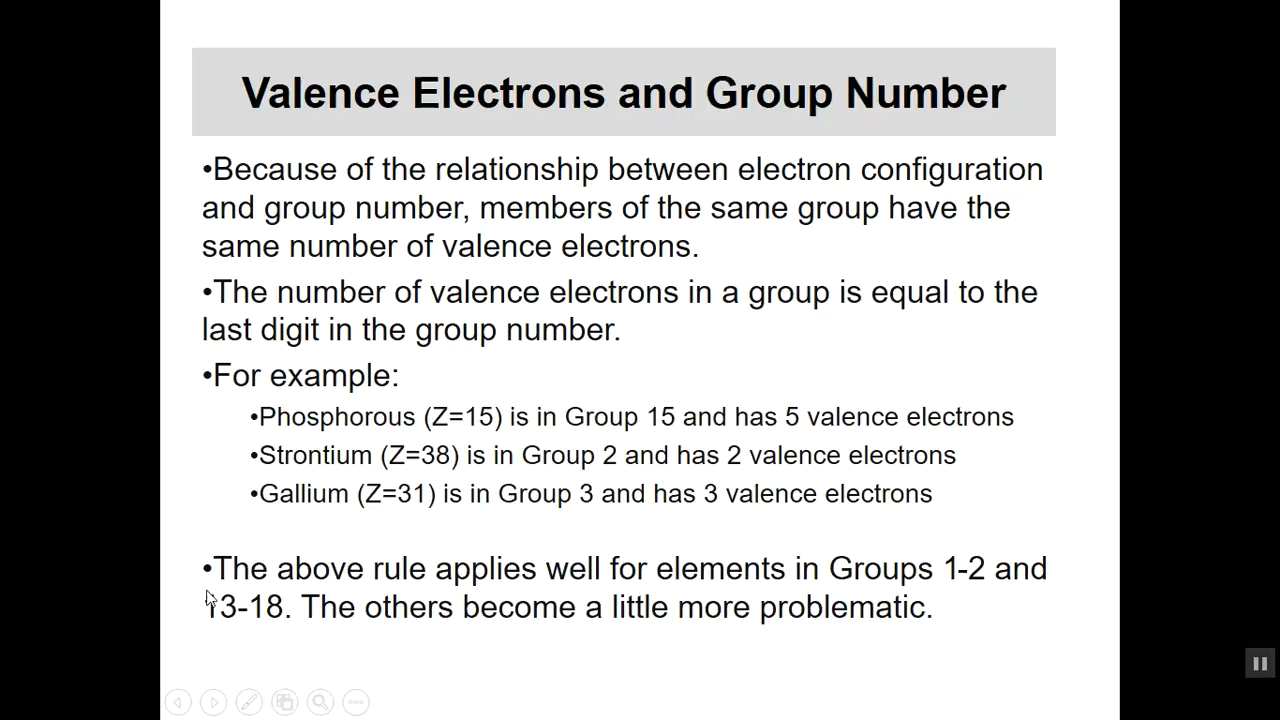 Valence Electrons and Group Number
•Because of the relationship between electron configuration
and group number, members of the same group have the
same number of valence electrons.
•The number of valence electrons in a group is equal to the
last digit in the group number.
•For example:
•Phosphorous (Z=15) is in Group 15 and has 5 valence electrons
•Strontium (Z=38) is in Group 2 and has 2 valence electrons
•Gallium (Z=31) is in Group 3 and has 3 valence electrons
•The above rule applies well for elements in Groups 1-2 and
13-18. The others become a little more problematic.